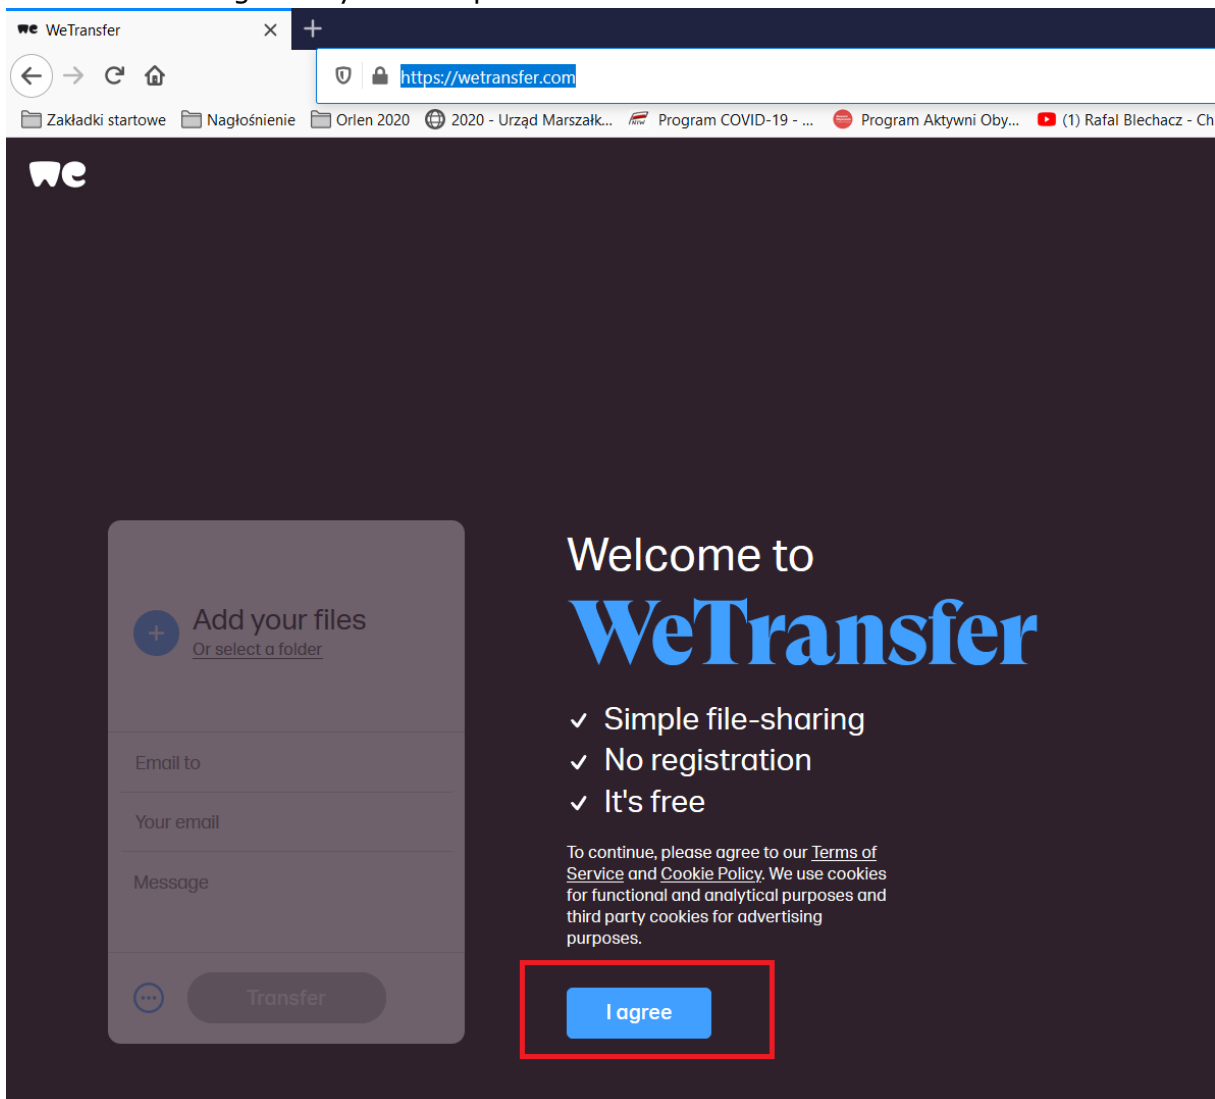 WeTransfer
https://wetransfer.com
Zakładki startowe Nagłośnienie Orlen 2020 2020 - Urząd Marszałk... Program COVID-19 - ... Program Aktywni Oby... (1) Rafal Blechacz - Ch
we
Add your files
Or select a folder
Email to
Your email
Message
Transfer
Welcome to
WeTransfer
Simple file-sharing
No registration
It's free
To continue, please agree to our Terms of
Service and Cookie Policy. We use cookies
for functional and analytical purposes and
third party cookies for advertising
purposes.
I agree